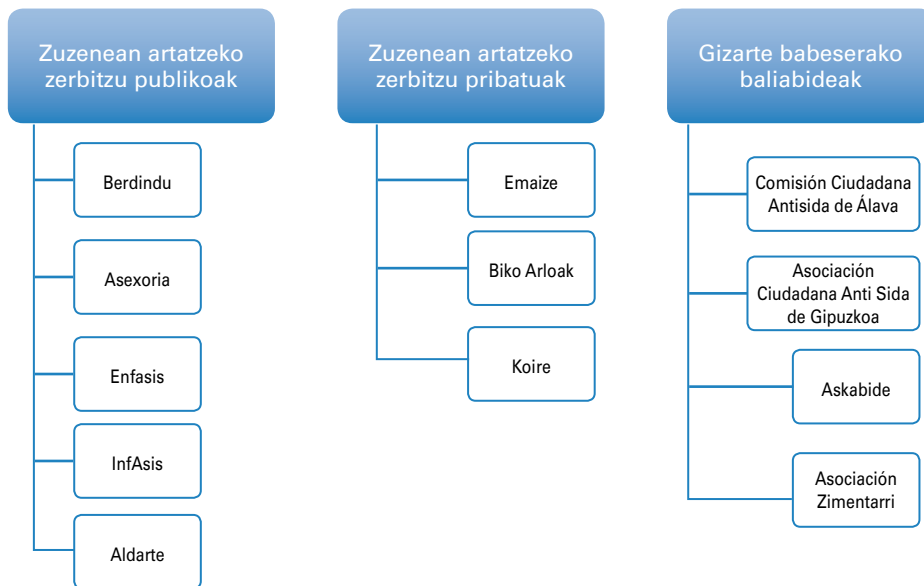 Zuzenean artatzeko
zerbitzu publikoak
Berdindu
Asexoria
Enfasis
InfAsis
Aldarte
Zuzenean artatzeko
zerbitzu pribatuak
Emaize
Biko Arloak
Koire
Gizarte babeserako
baliabideak
Comisión Ciudadana
Antisida de Álava
Asociación
Ciudadana Anti Sida
de Gipuzkoa
Askabide
Asociación
Zimentarri